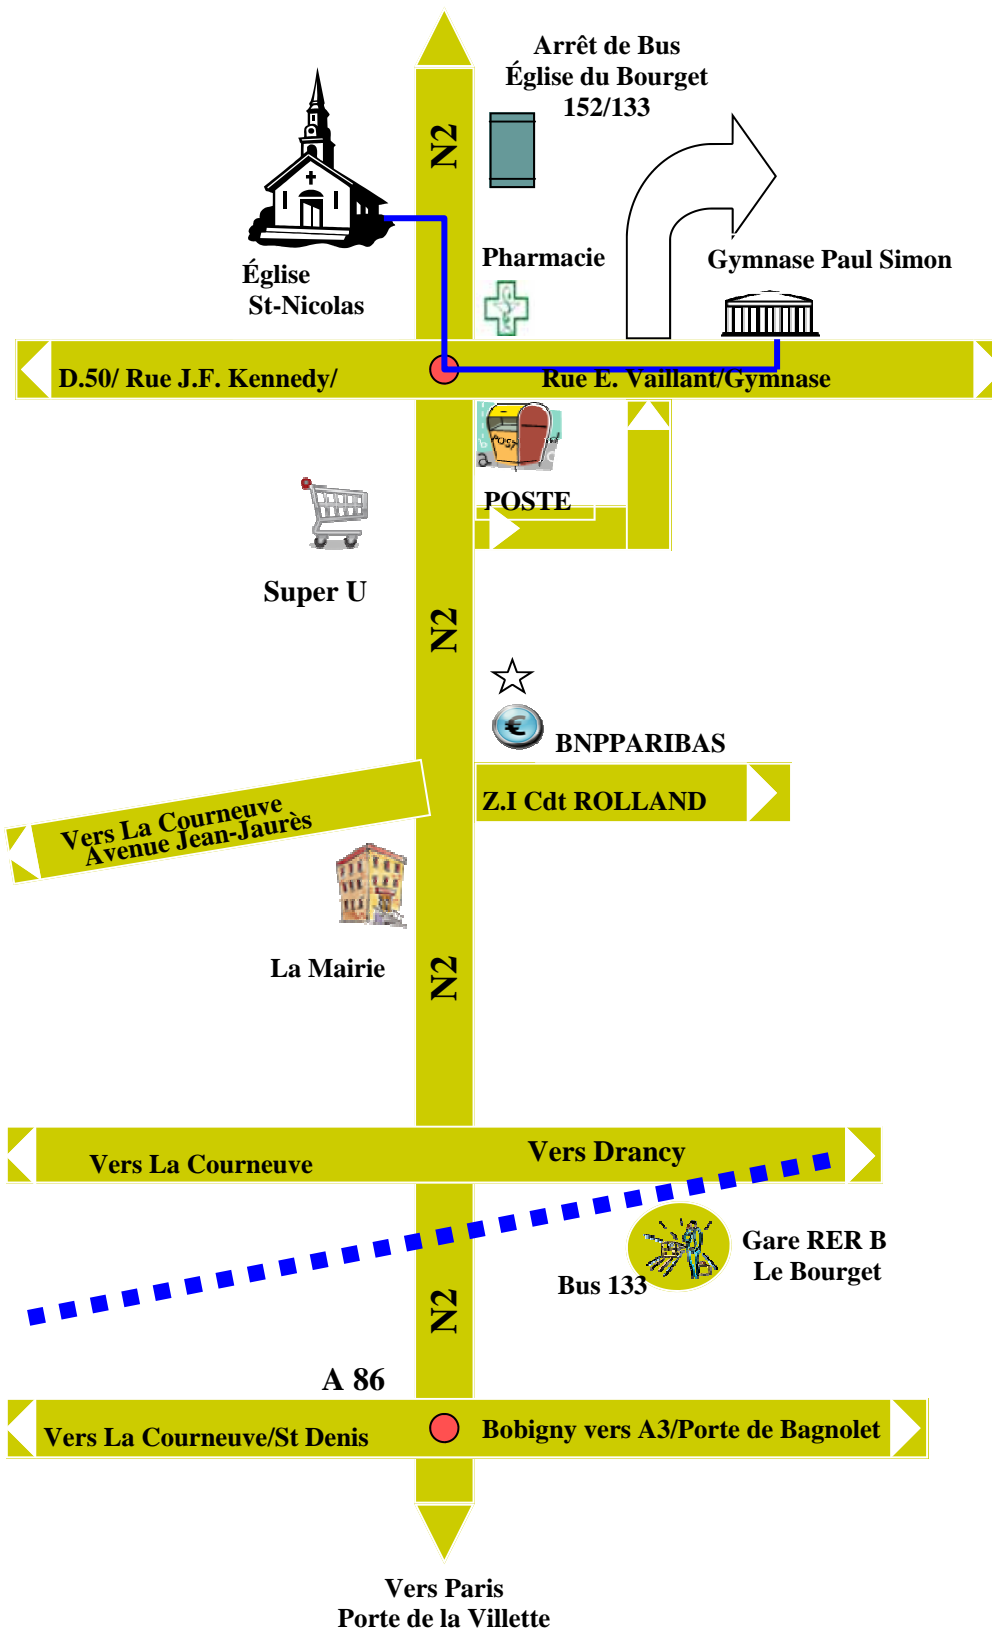 Arrêt de Bus
Église du Bourget
152/133
N2
Pharmacie
Gymnase Paul Simon
Église
St-Nicolas
D.50/ Rue J.F. Kennedy/
Rue E. Vaillant/Gymnase
POST
POSTE
Super U
N2
€
BNPPARIBAS
Z.I Cdt ROLLAND
Vers La Courneuve
Avenue Jean-Jaurès
La Mairie
N2
Vers La Courneuve
Vers Drancy
Gare RER B
Le Bourget
Bus 133
N2
A 86
Vers La Courneuve/St Denis
Bobigny vers A3/Porte de Bagnolet
Vers Paris
Porte de la Villette